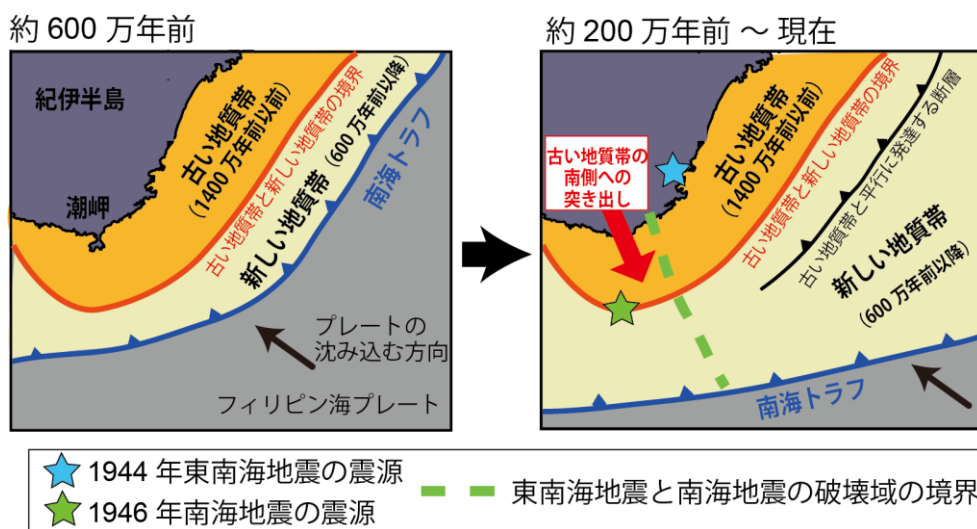 約 600 万年前
紀伊半島
潮岬
古い地質帯
(1400 万年前以前)
古い地質帯と新しい地質帯の境界
新しい地質帯 (600 万年前以降)
南海トラフ
プレートの
沈み込む方向
フィリピン海プレート
約 200 万年前 〜 現在
古い地質帯の
南側への
突き出し
古い地質帯
(1400 万年前以前)
古い地質帯と新しい地質帯の境界
古い地質帯と平行に発達する断層
新しい地質帯
(600 万年前以降)
南海トラフ
1944 年東南海地震の震源
1946 年南海地震の震源
東南海地震と南海地震の破壊域の境界